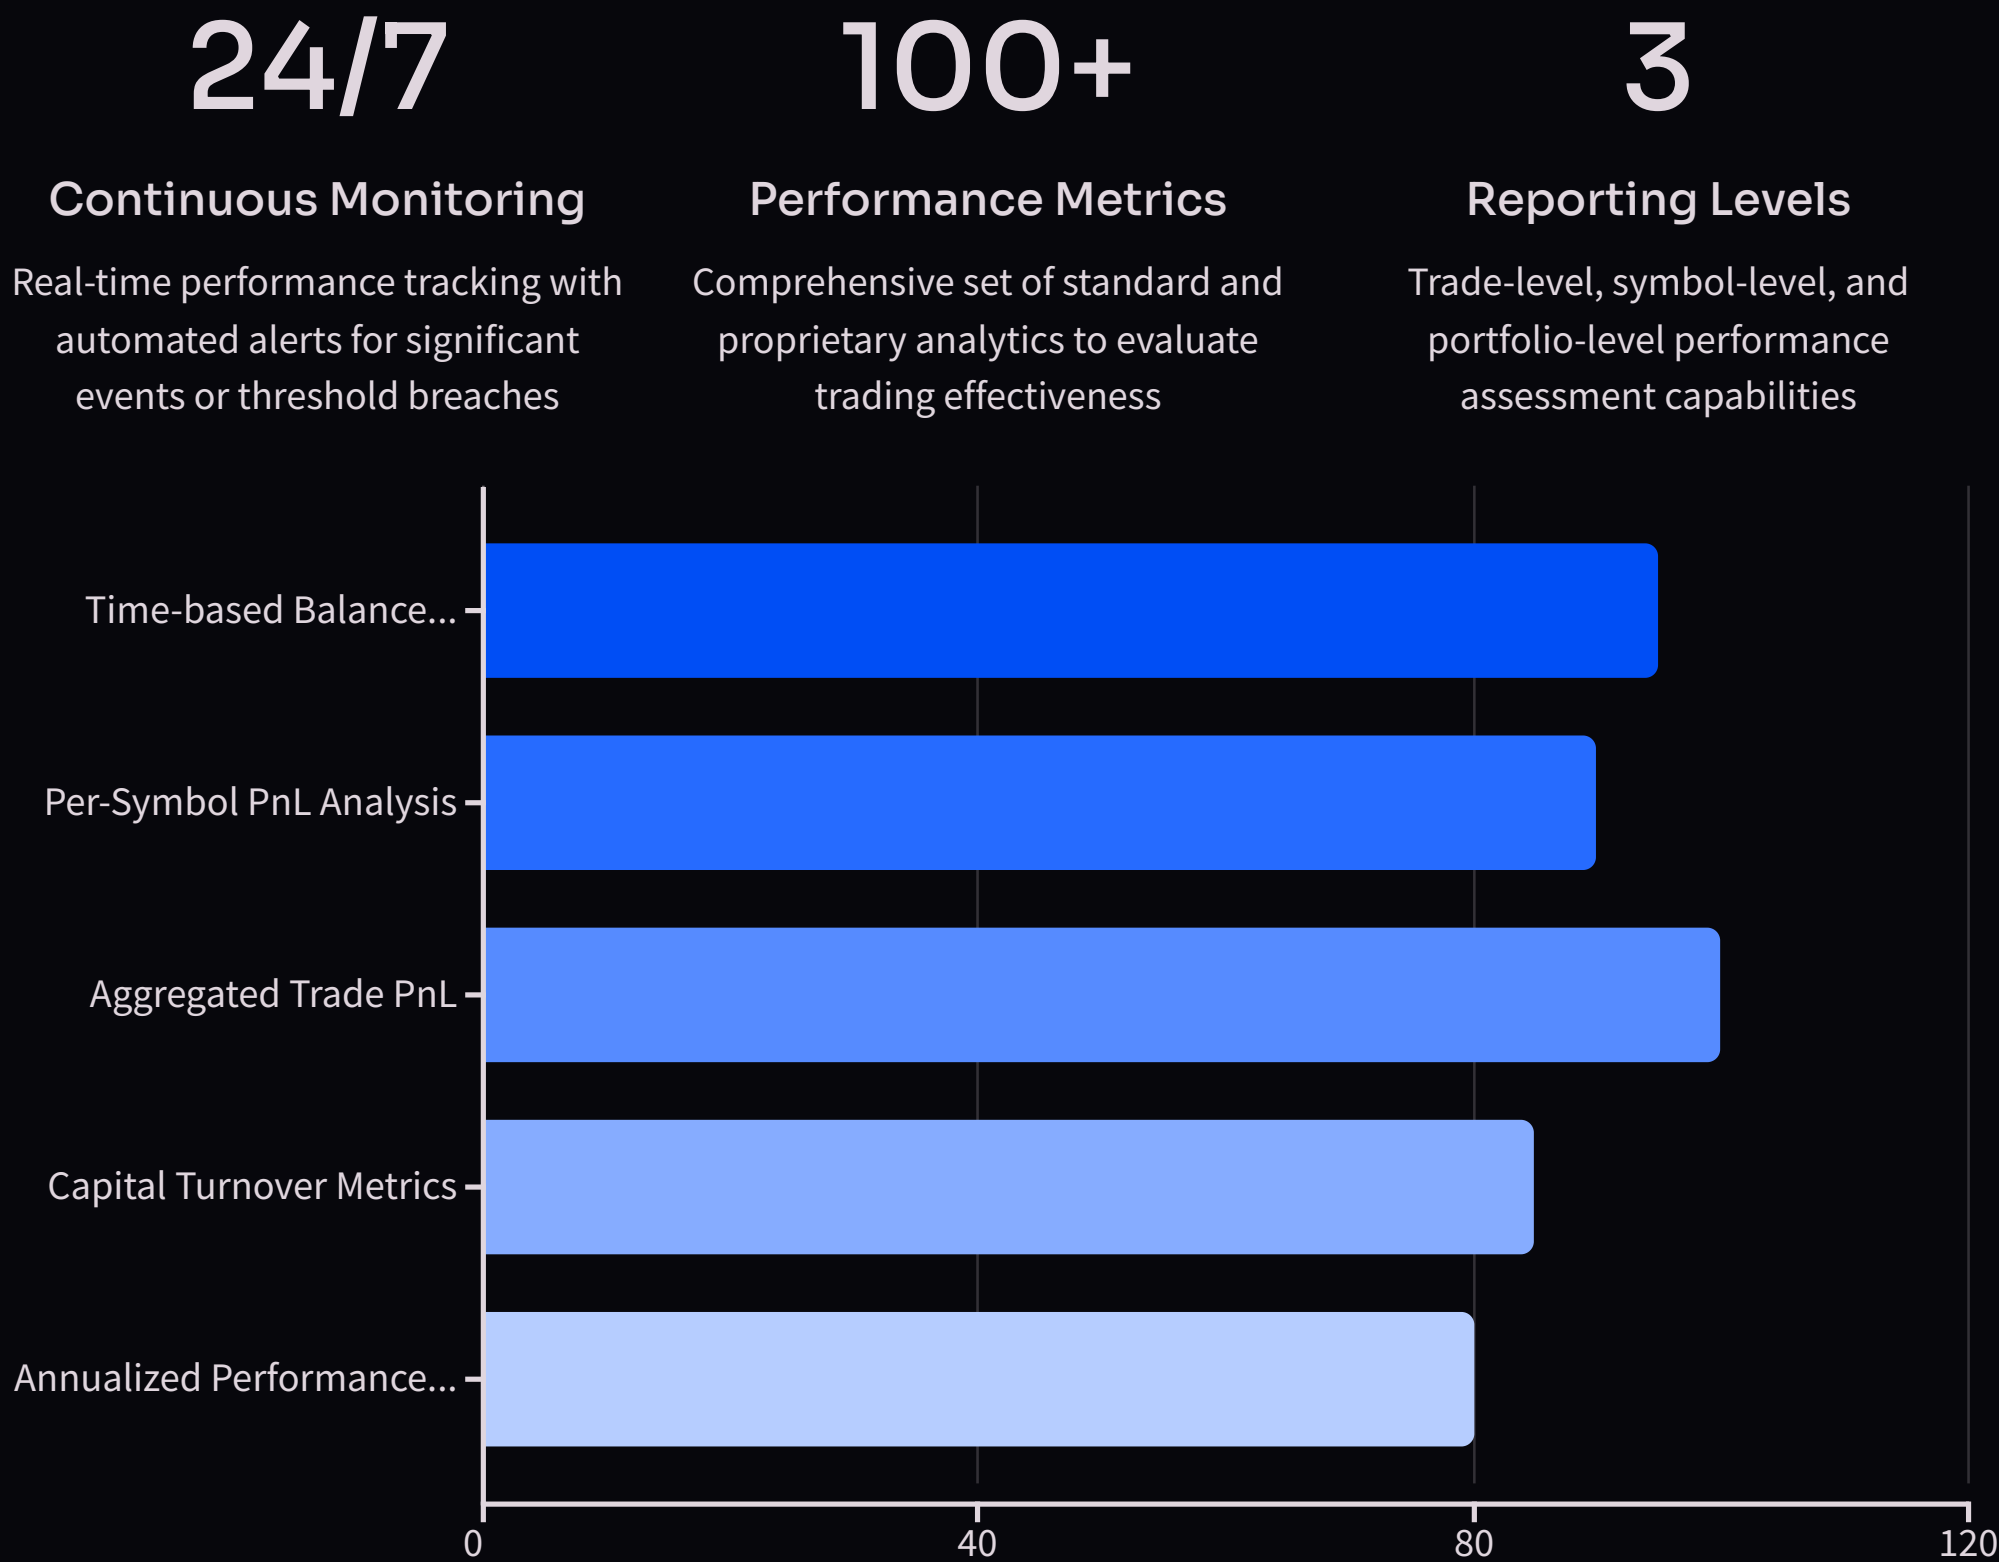 24/7
Continuous Monitoring
Real-time performance tracking with
automated alerts for significant
events or threshold breaches
100+
Performance Metrics
Comprehensive set of standard and
proprietary analytics to evaluate
trading effectiveness
3
Reporting Levels
Trade-level, symbol-level, and
portfolio-level performance
assessment capabilities
Time-based Balance...
Per-Symbol PnL Analysis
Aggregated Trade PnL
Capital Turnover Metrics
Annualized Performance...
0 40 80 120